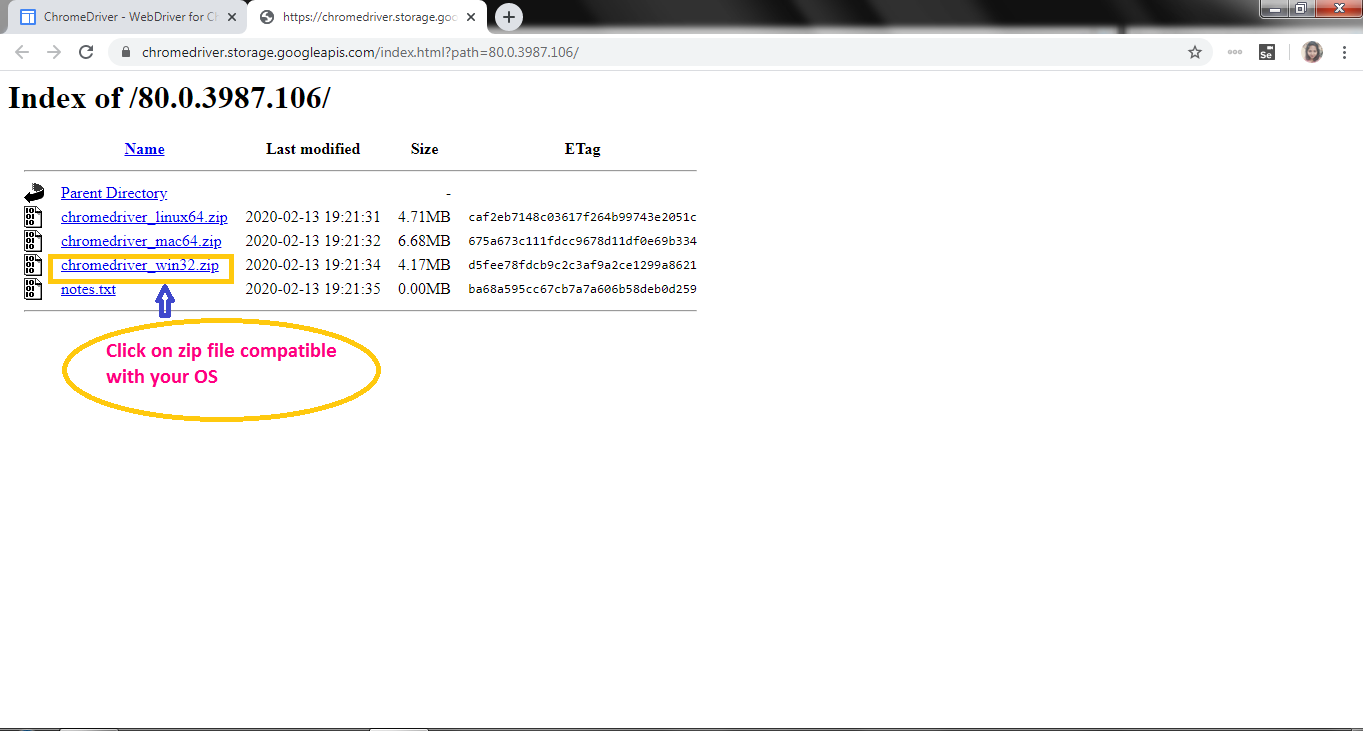 ChromeDriver - WebDriver for Ch
https://chromedriver.storage.goo
chromedriver.storage.googleapis.com/index.html?path=80.0.3987.106/
Se
Index of /80.0.3987.106/
Name Last modified Size ETag
Parent Directory -
chromedriver_linux64.zip 2020-02-13 19:21:31 4.71MB caf2eb7148c03617f264b99743e2051c
chromedriver_mac64.zip 2020-02-13 19:21:32 6.68MB 675a673c111fdcc9678d11df0e69b334
chromedriver_win32.zip 2020-02-13 19:21:34 4.17MB d5fee78fdcb9c2c3af9a2ce1299a8621
notes.txt 2020-02-13 19:21:35 0.00MB ba68a595cc67cb7a7a606b58deb0d259
Click on zip file compatible
with your OS